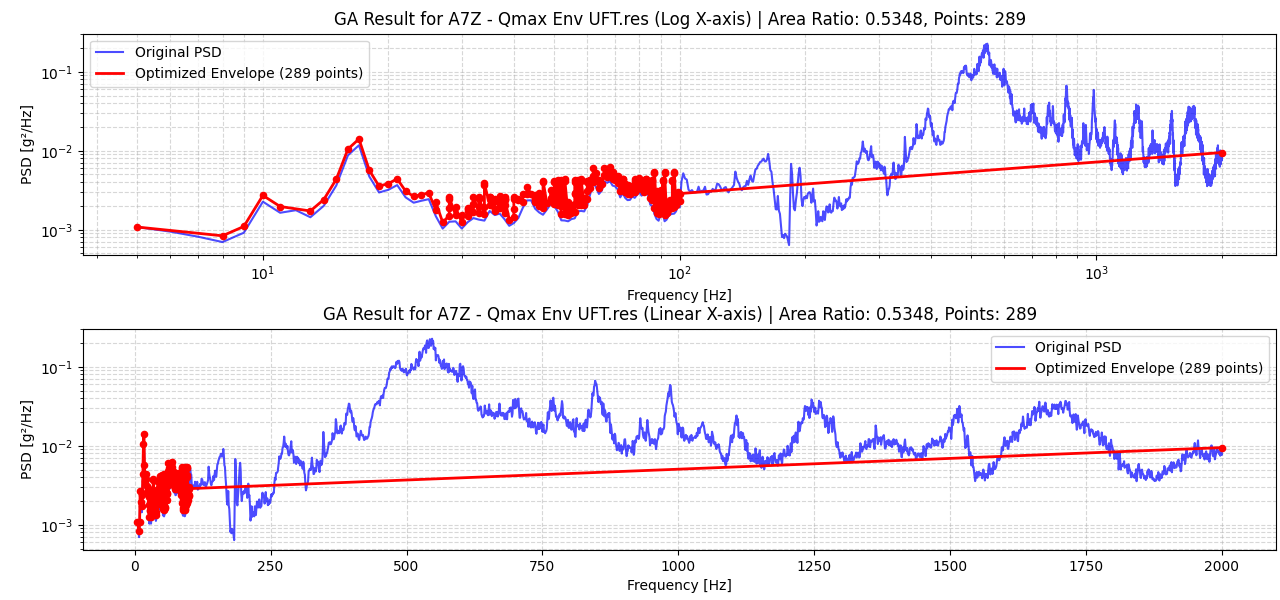 GA Result for A7Z - Qmax Env UFT.res (Log X-axis) | Area Ratio: 0.5348, Points: 289
Original PSD
Optimized Envelope (289 points)
PSD [g²/Hz]
10⁻¹
10⁻²
10⁻³
10¹
10²
10³
Frequency [Hz]
GA Result for A7Z - Qmax Env UFT.res (Linear X-axis) | Area Ratio: 0.5348, Points: 289
Original PSD
Optimized Envelope (289 points)
PSD [g²/Hz]
10⁻¹
10⁻²
10⁻³
0
250
500
750
1000
1250
1500
1750
2000
Frequency [Hz]